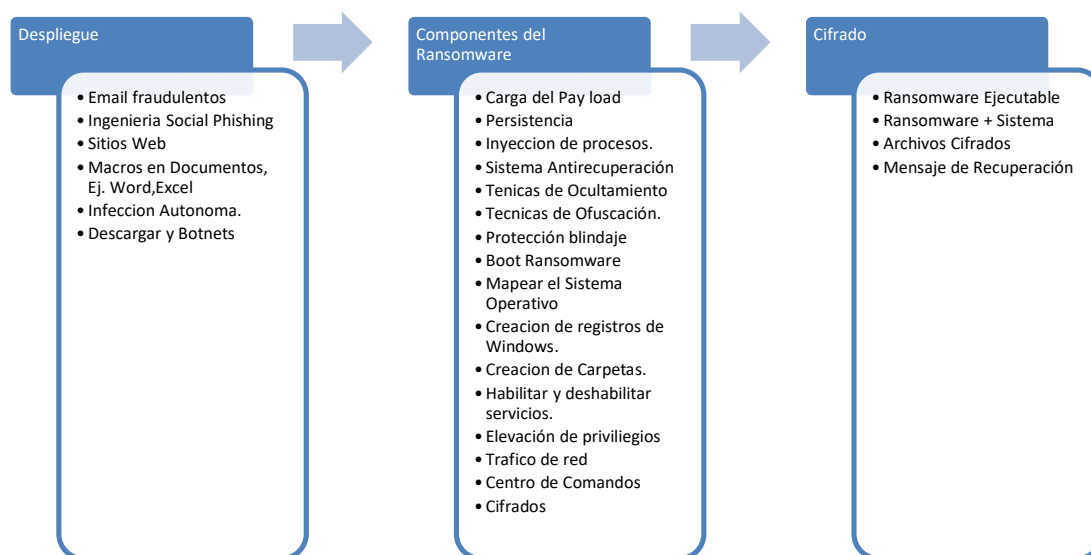 Despliegue
• Email fraudulentos
• Ingenieria Social Phishing
• Sitios Web
• Macros en Documentos,
Ej. Word,Excel
• Infeccion Autonoma.
• Descargar y Botnets
Componentes del
Ransomware
• Carga del Pay load
• Persistencia
• Inyeccion de procesos.
• Sistema Antirecuperación
• Tenicas de Ocultamiento
• Tecnicas de Ofuscación.
• Protección blindaje
• Boot Ransomware
• Mapear el Sistema
Operativo
• Creacion de registros de
Windows.
• Creacion de Carpetas.
• Habilitar y deshabilitar
servicios.
• Elevación de priviliegios
• Trafico de red
• Centro de Comandos
• Cifrados
Cifrado
• Ransomware Ejecutable
• Ransomware + Sistema
• Archivos Cifrados
• Mensaje de Recuperación